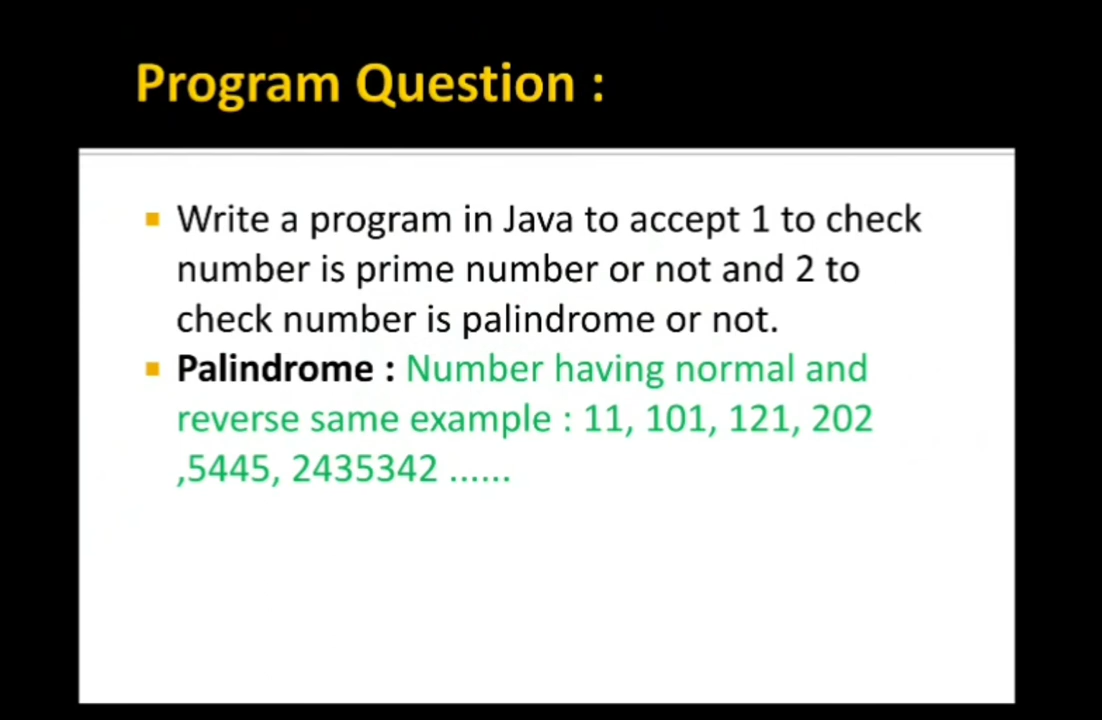 Program Question :
Write a program in Java to accept 1 to check
number is prime number or not and 2 to
check number is palindrome or not.
Palindrome : Number having normal and
reverse same example : 11, 101, 121, 202
,5445, 2435342 ......